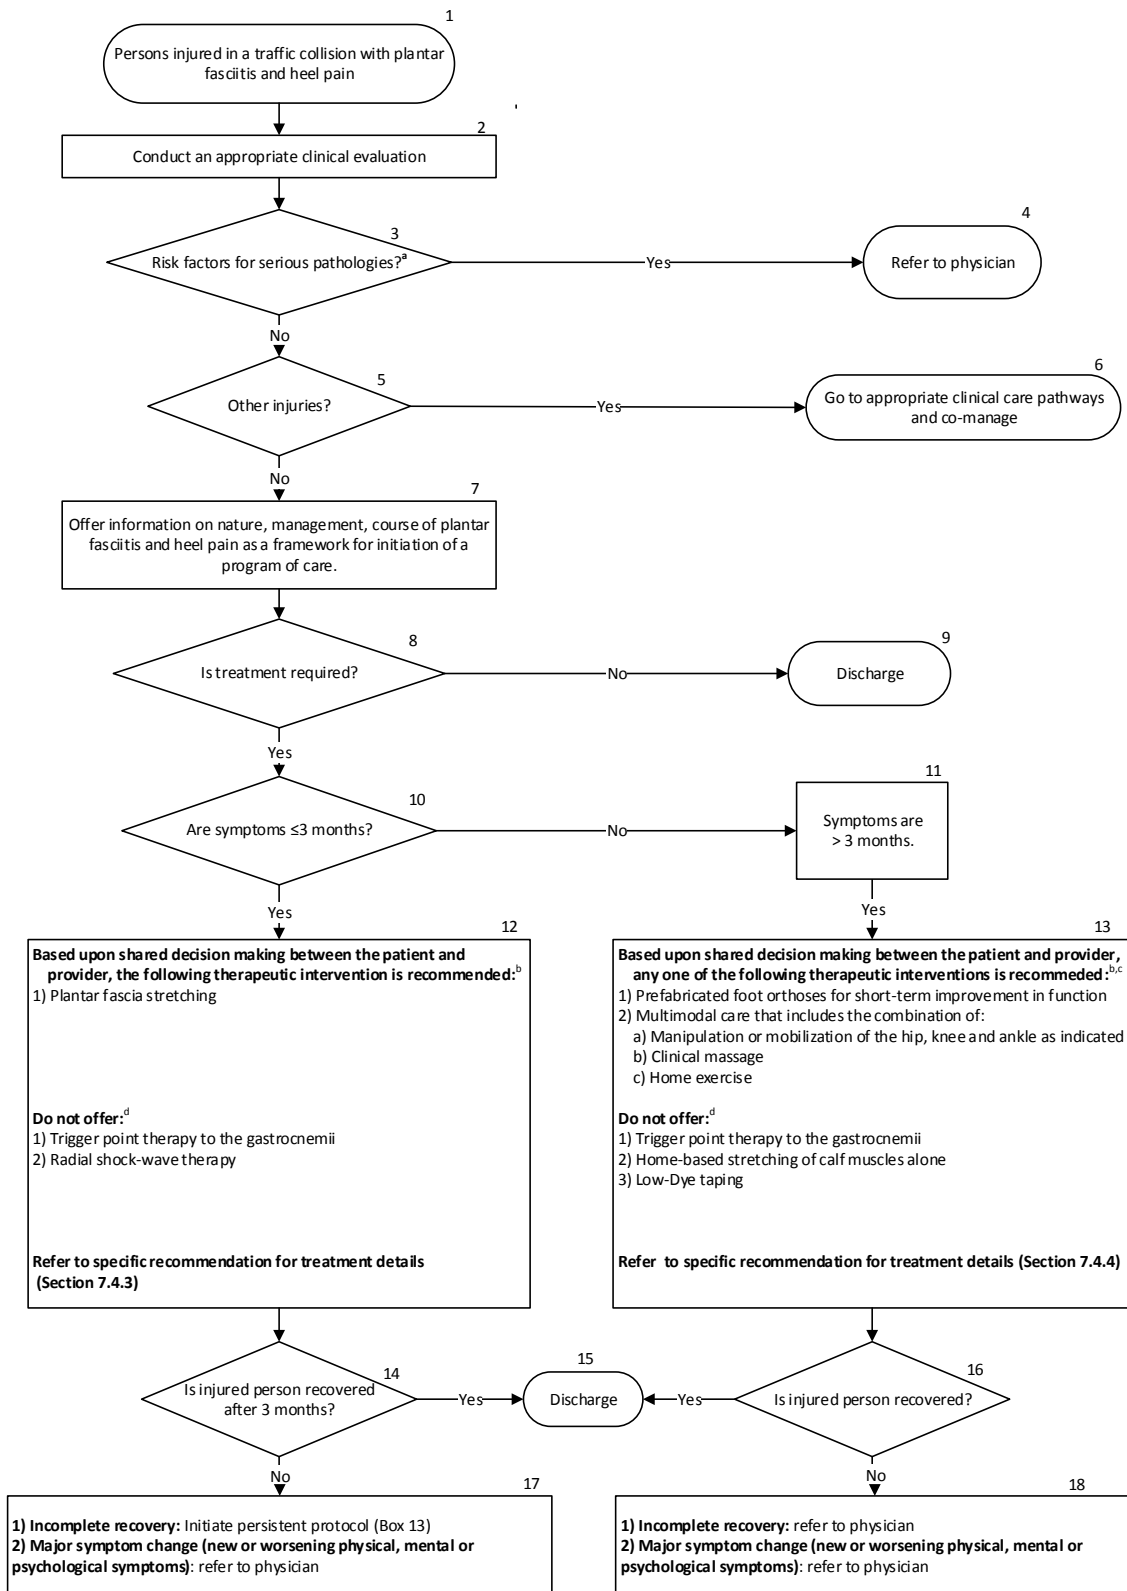 1
Persons injured in a traffic collision with plantar
fasciitis and heel pain
2
Conduct an appropriate clinical evaluation
3
Risk factors for serious pathologies?a
Yes
4
Refer to physician
No
5
Other injuries?
Yes
6
Go to appropriate clinical care pathways
and co-manage
No
7
Offer information on nature, management, course of plantar
fasciitis and heel pain as a framework for initiation of a
program of care.
8
Is treatment required?
No
9
Discharge
Yes
10
Are symptoms ≤3 months?
No
11
Symptoms are
> 3 months.
Yes
Yes
12
Based upon shared decision making between the patient and
provider, the following therapeutic intervention is recommended:b
1) Plantar fascia stretching
Do not offer:d
1) Trigger point therapy to the gastrocnemii
2) Radial shock-wave therapy
Refer to specific recommendation for treatment details
(Section 7.4.3)
13
Based upon shared decision making between the patient and provider,
any one of the following therapeutic interventions is recommeded:b,c
1) Prefabricated foot orthoses for short-term improvement in function
2) Multimodal care that includes the combination of:
a) Manipulation or mobilization of the hip, knee and ankle as indicated
b) Clinical massage
c) Home exercise
Do not offer:d
1) Trigger point therapy to the gastrocnemii
2) Home-based stretching of calf muscles alone
3) Low-Dye taping
Refer to specific recommendation for treatment details (Section 7.4.4)
14
Is injured person recovered
after 3 months?
Yes
15
Discharge
Yes
16
Is injured person recovered?
No
No
17
1) Incomplete recovery: Initiate persistent protocol (Box 13)
2) Major symptom change (new or worsening physical, mental or
psychological symptoms): refer to physician
18
1) Incomplete recovery: refer to physician
2) Major symptom change (new or worsening physical, mental or
psychological symptoms): refer to physician